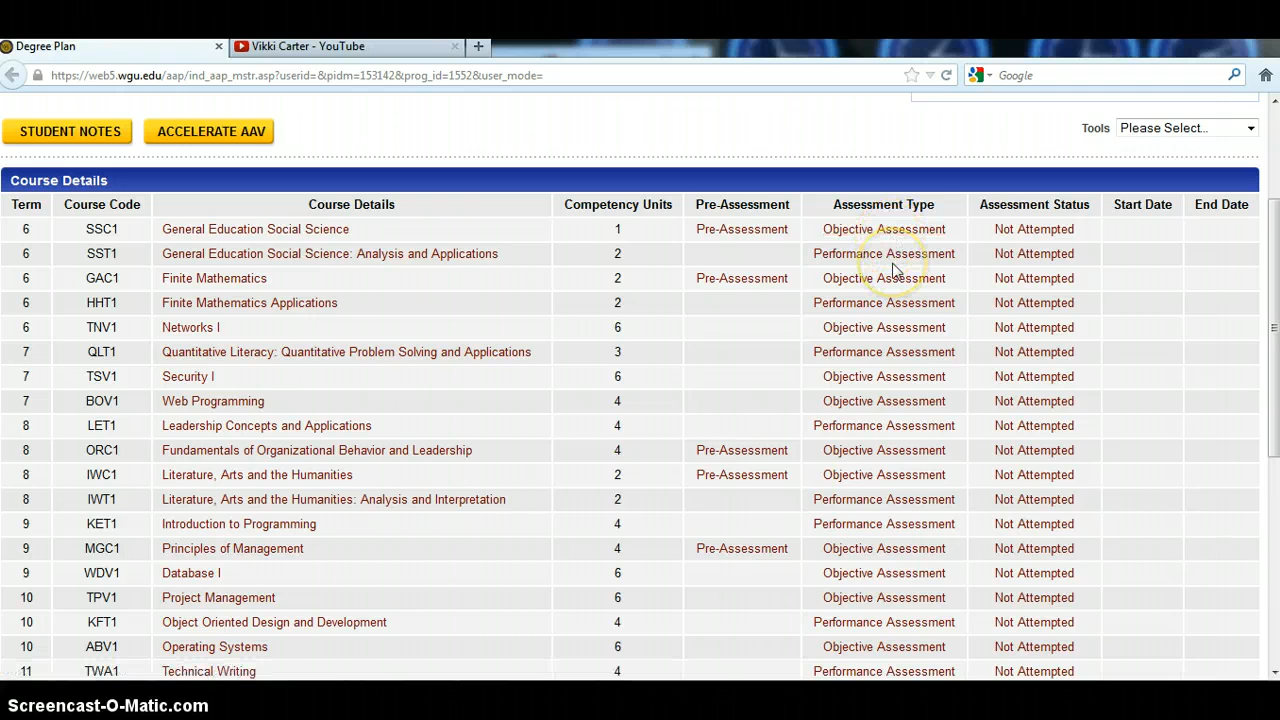 Degree Plan × Vikki Carter - YouTube × +
https://web5.wgu.edu/aap/ind_aap_mstr.asp?userid=&pidm=153142&prog_id=1552&user_mode= Google
STUDENT NOTES ACCELERATE AAV Tools Please Select...
Course Details
Term Course Code Course Details Competency Units Pre-Assessment Assessment Type Assessment Status Start Date End Date
6 SSC1 General Education Social Science 1 Pre-Assessment Objective Assessment Not Attempted
6 SST1 General Education Social Science: Analysis and Applications 2 Performance Assessment Not Attempted
6 GAC1 Finite Mathematics 2 Pre-Assessment Objective Assessment Not Attempted
6 HHT1 Finite Mathematics Applications 2 Performance Assessment Not Attempted
6 TNV1 Networks I 6 Objective Assessment Not Attempted
7 QLT1 Quantitative Literacy: Quantitative Problem Solving and Applications 3 Performance Assessment Not Attempted
7 TSV1 Security I 6 Objective Assessment Not Attempted
7 BOV1 Web Programming 4 Objective Assessment Not Attempted
8 LET1 Leadership Concepts and Applications 4 Performance Assessment Not Attempted
8 ORC1 Fundamentals of Organizational Behavior and Leadership 4 Pre-Assessment Objective Assessment Not Attempted
8 IWC1 Literature, Arts and the Humanities 2 Pre-Assessment Objective Assessment Not Attempted
8 IWT1 Literature, Arts and the Humanities: Analysis and Interpretation 2 Performance Assessment Not Attempted
9 KET1 Introduction to Programming 4 Performance Assessment Not Attempted
9 MGC1 Principles of Management 4 Pre-Assessment Objective Assessment Not Attempted
9 WDV1 Database I 6 Objective Assessment Not Attempted
10 TPV1 Project Management 6 Objective Assessment Not Attempted
10 KFT1 Object Oriented Design and Development 4 Performance Assessment Not Attempted
10 ABV1 Operating Systems 6 Objective Assessment Not Attempted
11 TWA1 Technical Writing 4 Performance Assessment Not Attempted
Screencast-O-Matic.com